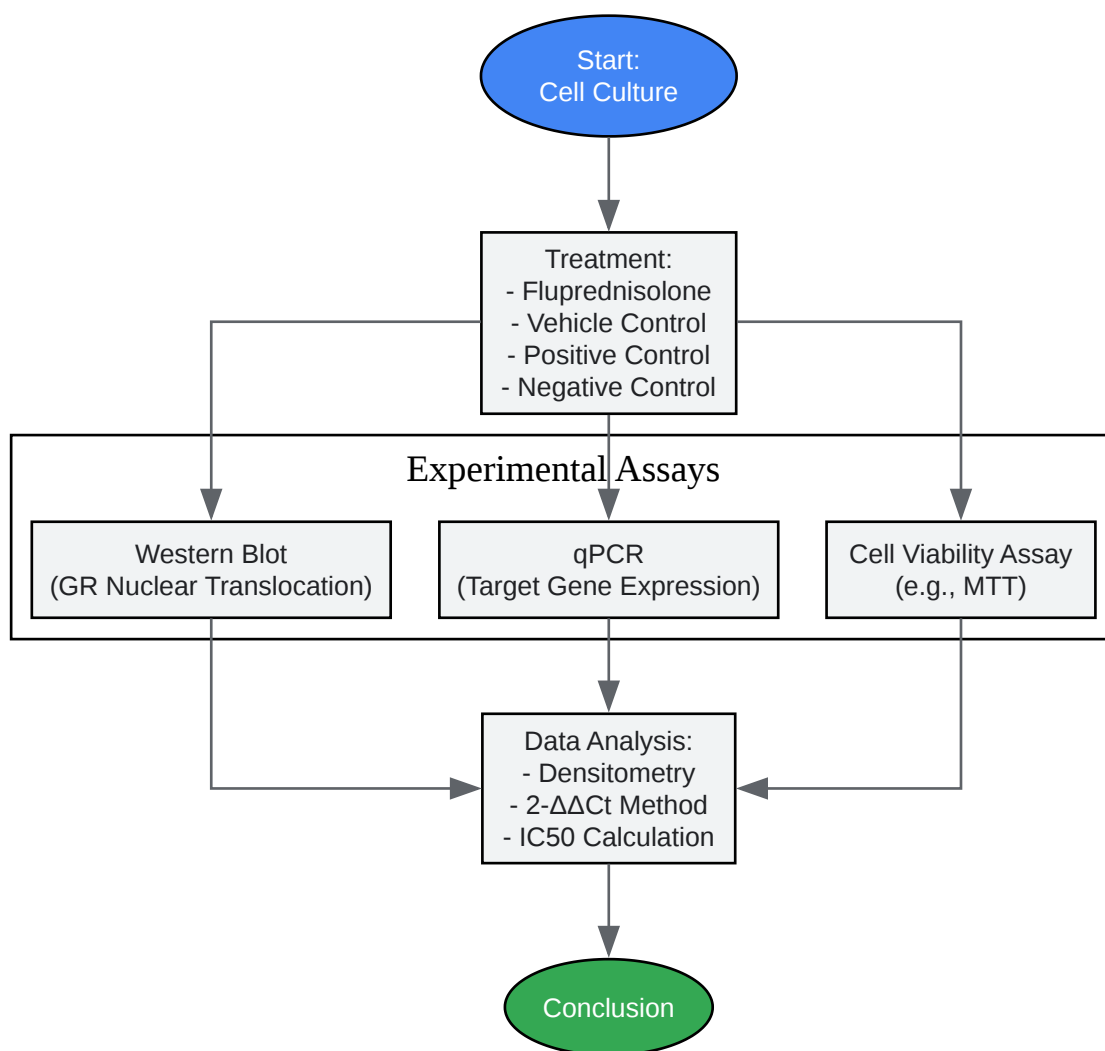 Start:
Cell Culture
Treatment:
- Fluprednisolone
- Vehicle Control
- Positive Control
- Negative Control
Experimental Assays
Western Blot
(GR Nuclear Translocation)
qPCR
(Target Gene Expression)
Cell Viability Assay
(e.g., MTT)
Data Analysis:
- Densitometry
- 2-ΔΔCt Method
- IC50 Calculation
Conclusion